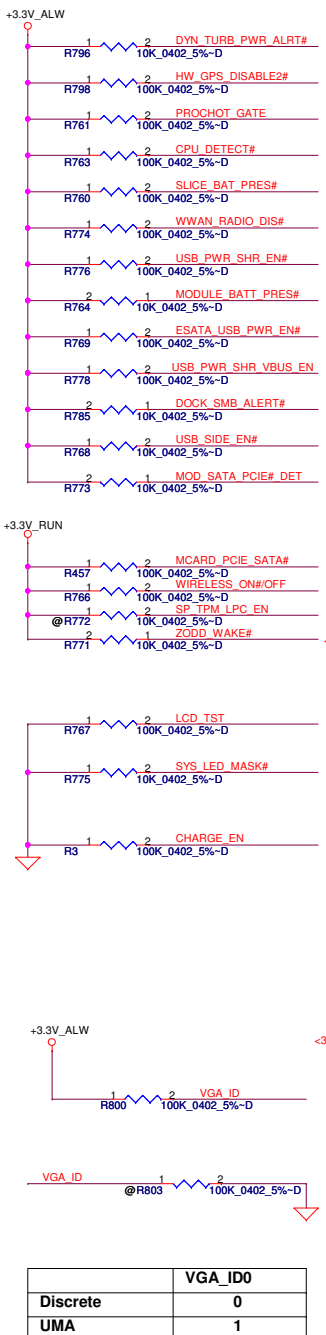 +3.3V_ALW
1 2 DYN_TURB_PWR_ALRT#
R796 10K_0402_5%~D
1 2 HW_GPS_DISABLE2#
R798 100K_0402_5%~D
1 2 PROCHOT_GATE
R761 100K_0402_5%~D
1 2 CPU_DETECT#
R763 100K_0402_5%~D
1 2 SLICE_BAT_PRES#
R760 100K_0402_5%~D
1 2 WWAN_RADIO_DIS#
R774 100K_0402_5%~D
1 2 USB_PWR_SHR_EN#
R776 100K_0402_5%~D
2 1 MODULE_BATT_PRES#
R764 10K_0402_5%~D
1 2 ESATA_USB_PWR_EN#
R769 100K_0402_5%~D
1 2 USB_PWR_SHR_VBUS_EN
R778 100K_0402_5%~D
2 1 DOCK_SMB_ALERT#
R785 10K_0402_5%~D
1 2 USB_SIDE_EN#
R768 100K_0402_5%~D
2 1 MOD_SATA_PCIE#_DET
R773 10K_0402_5%~D
+3.3V_RUN
1 2 MCARD_PCIE_SATA#
R457 100K_0402_5%~D
1 2 WIRELESS_ON#/OFF
R766 100K_0402_5%~D
1 2 SP_TPM_LPC_EN
@R772 10K_0402_5%~D
2 1 ZODD_WAKE#
R771 10K_0402_5%~D
1 2 LCD_TST
R767 100K_0402_5%~D
1 2 SYS_LED_MASK#
R775 10K_0402_5%~D
1 2 CHARGE_EN
R3 100K_0402_5%~D
+3.3V_ALW
<3
1 2 VGA_ID
R800 100K_0402_5%~D
VGA_ID 1 2
@R803 100K_0402_5%~D
VGA_ID0
Discrete 0
UMA 1